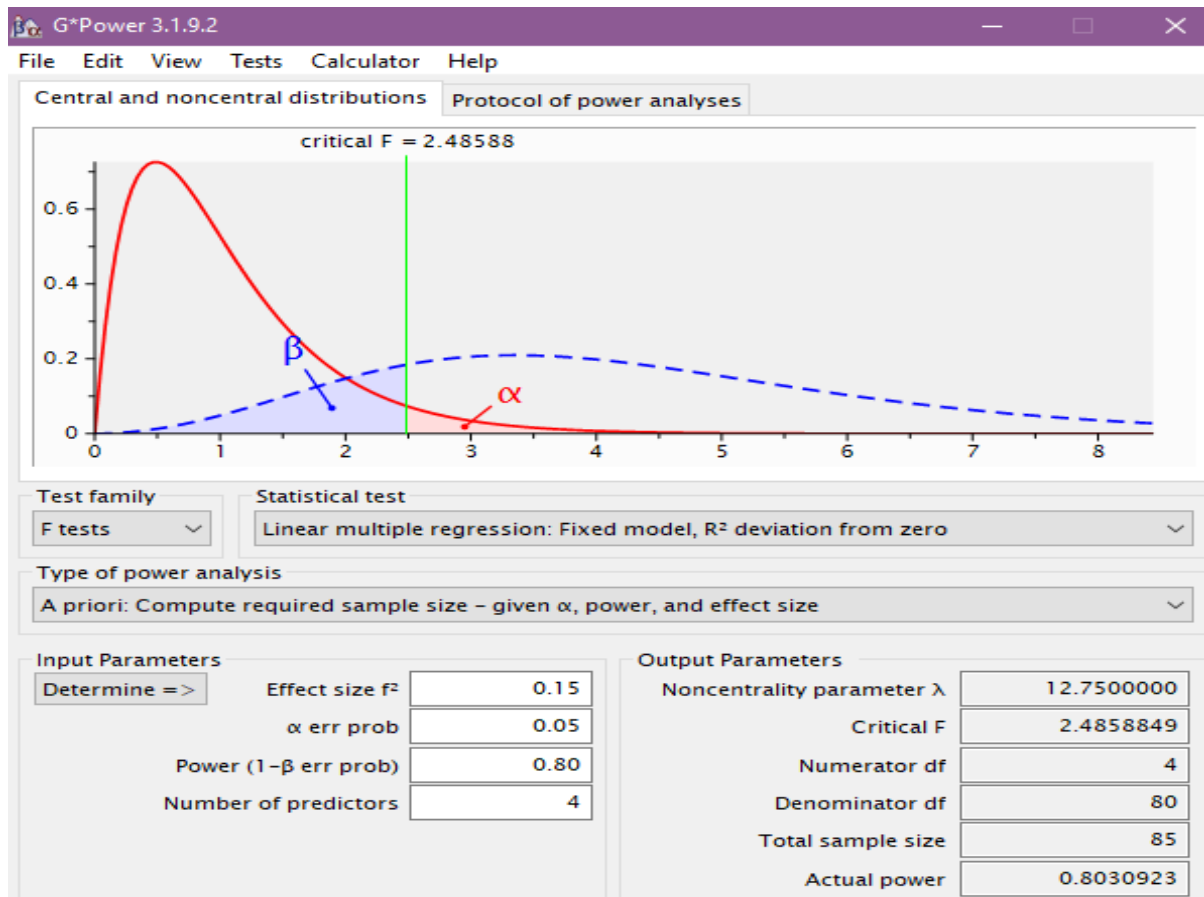 G*Power 3.1.9.2
File Edit View Tests Calculator Help
Central and noncentral distributions Protocol of power analyses
critical F = 2.48588
0.6
0.4
0.2
0
β
α
0 1 2 3 4 5 6 7 8
Test family Statistical test
F tests Linear multiple regression: Fixed model, R² deviation from zero
Type of power analysis
A priori: Compute required sample size – given α, power, and effect size
Input Parameters Output Parameters
Determine => Effect size f² 0.15 Noncentrality parameter λ 12.7500000
α err prob 0.05 Critical F 2.4858849
Power (1-β err prob) 0.80 Numerator df 4
Number of predictors 4 Denominator df 80
Total sample size 85
Actual power 0.8030923